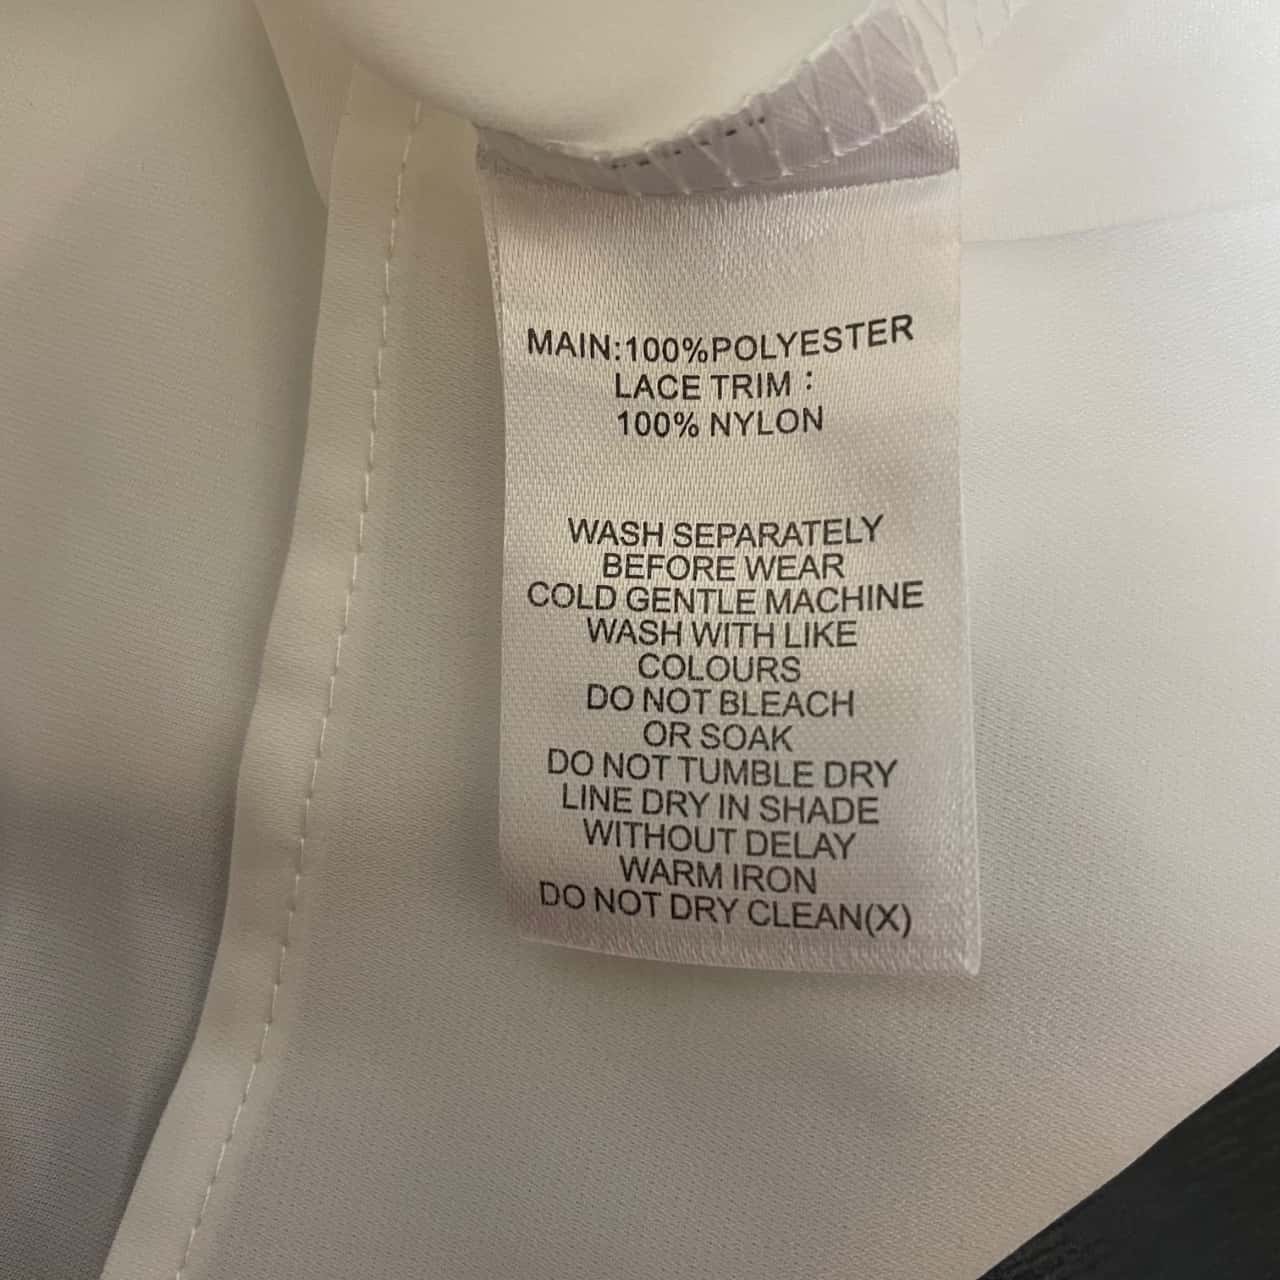 MAIN:100%POLYESTER
LACE TRIM：
100% NYLON
WASH SEPARATELY
BEFORE WEAR
COLD GENTLE MACHINE
WASH WITH LIKE
COLOURS
DO NOT BLEACH
OR SOAK
DO NOT TUMBLE DRY
LINE DRY IN SHADE
WITHOUT DELAY
WARM IRON
DO NOT DRY CLEAN(X)